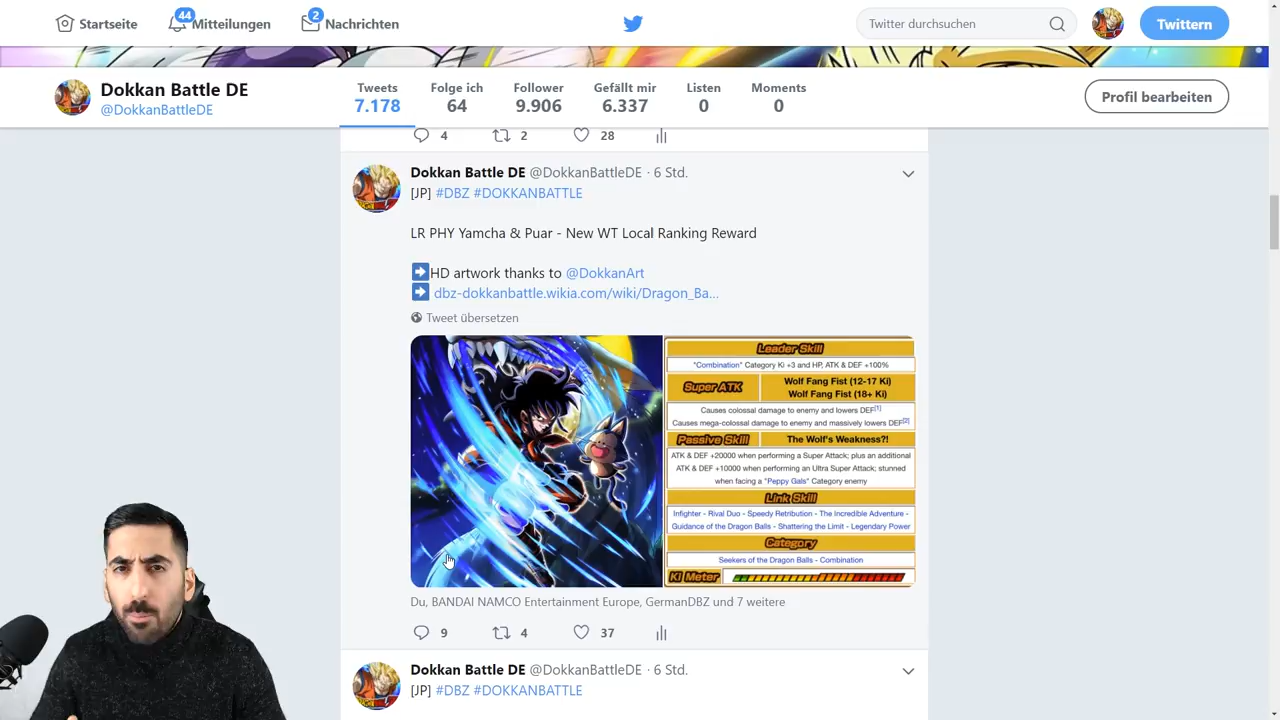 Startseite
44
Mitteilungen
2
Nachrichten
Twitter durchsuchen
Twittern
Dokkan Battle DE
@DokkanBattleDE
Tweets
7.178
Folge ich
64
Follower
9.906
Gefällt mir
6.337
Listen
0
Moments
0
Profil bearbeiten
4
2
28
Dokkan Battle DE @DokkanBattleDE · 6 Std.
[JP] #DBZ #DOKKANBATTLE
LR PHY Yamcha & Puar - New WT Local Ranking Reward
HD artwork thanks to @DokkanArt
dbz-dokkanbattle.wikia.com/wiki/Dragon_Ba...
Tweet übersetzen
Leader Skill
"Combination" Category Ki +3 and HP, ATK & DEF +100%
Super ATK
Wolf Fang Fist (12-17 Ki)
Wolf Fang Fist (18+ Ki)
Causes colossal damage to enemy and lowers DEF[1]
Causes mega-colossal damage to enemy and massively lowers DEF[2]
Passive Skill
The Wolf's Weakness?!
ATK & DEF +20000 when performing a Super Attack; plus an additional
ATK & DEF +10000 when performing an Ultra Super Attack; stunned
when facing a "Peppy Gals" Category enemy
Link Skill
Infighter - Rival Duo - Speedy Retribution - The Incredible Adventure -
Guidance of the Dragon Balls - Shattering the Limit - Legendary Power
Category
Seekers of the Dragon Balls - Combination
Ki Meter
Du, BANDAI NAMCO Entertainment Europe, GermanDBZ und 7 weitere
9
4
37
Dokkan Battle DE @DokkanBattleDE · 6 Std.
[JP] #DBZ #DOKKANBATTLE